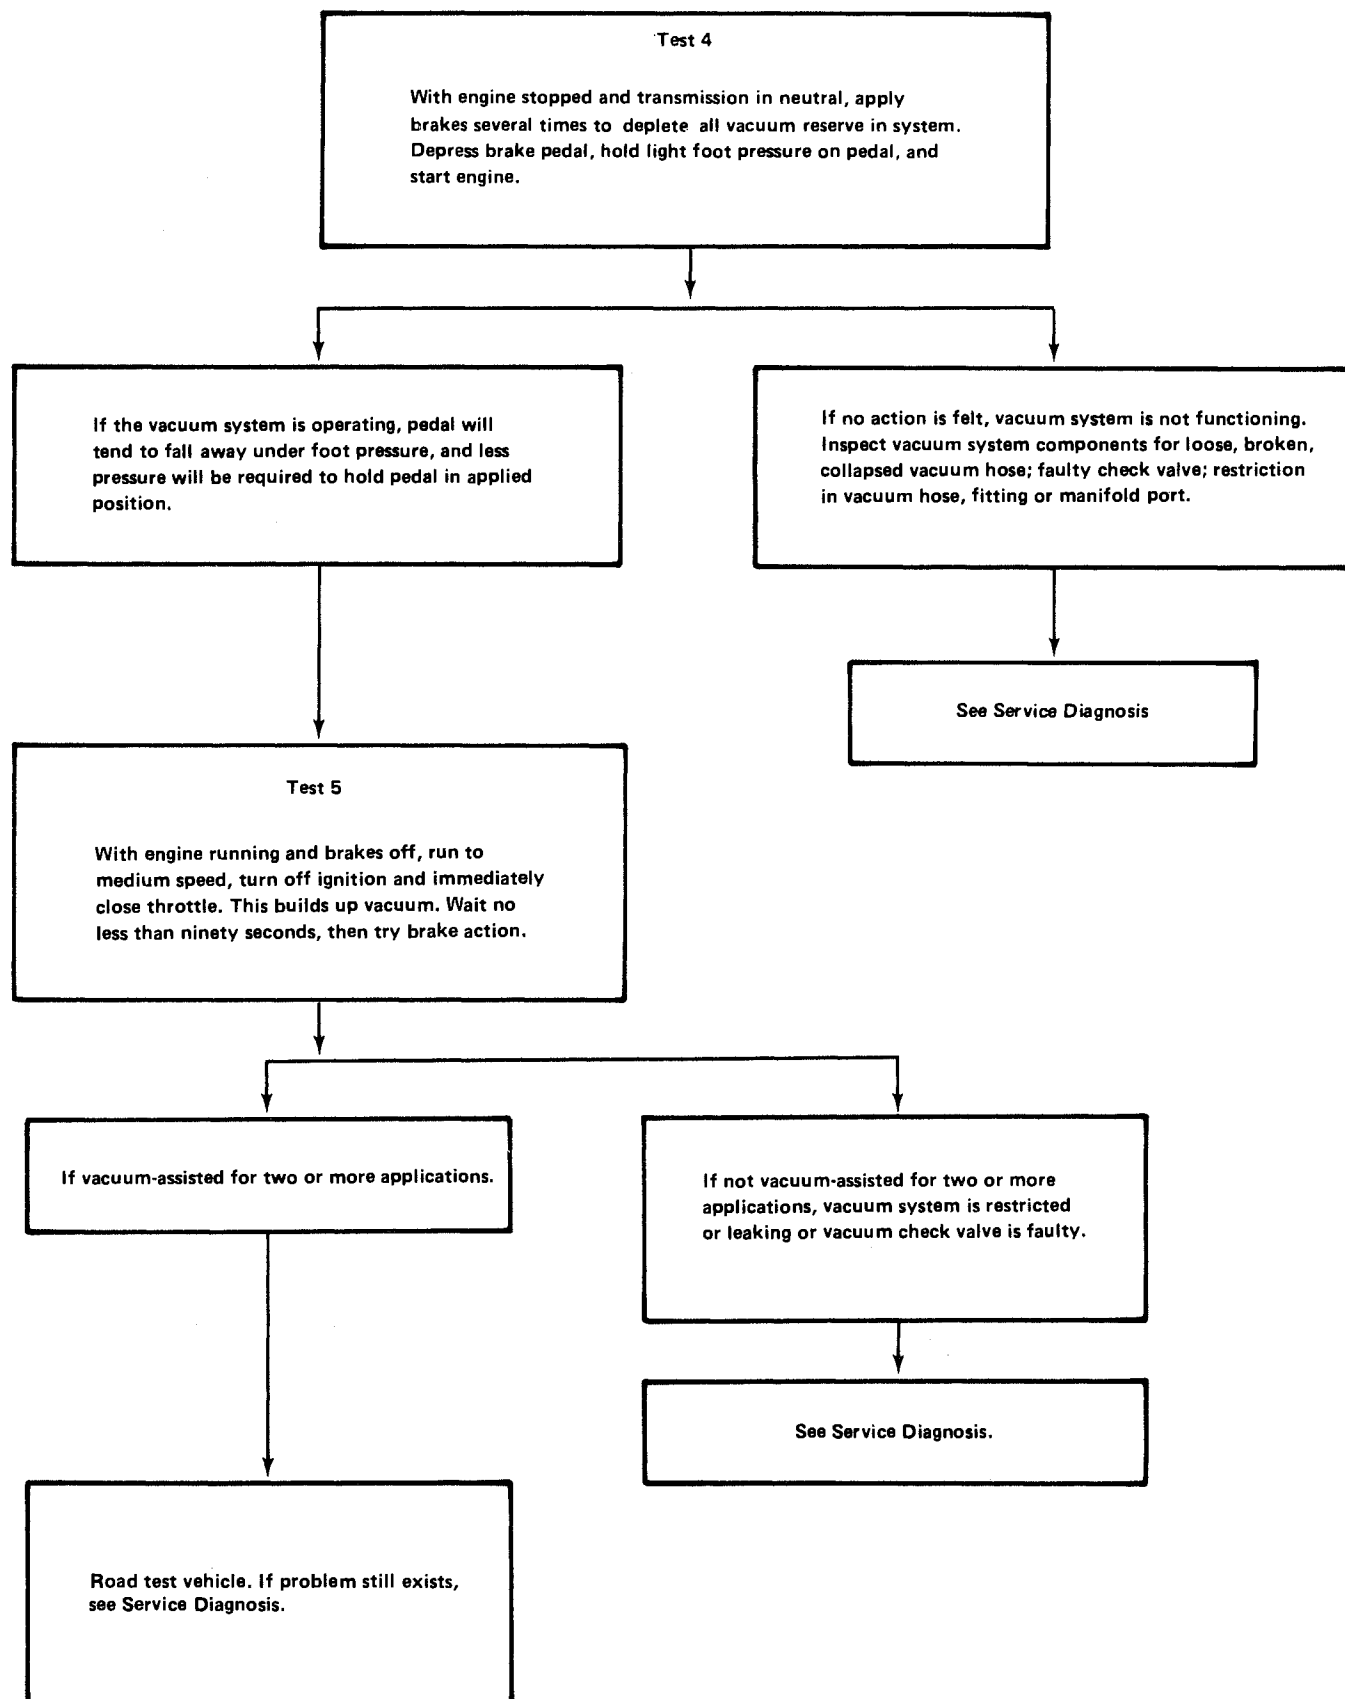 Test 4
With engine stopped and transmission in neutral, apply
brakes several times to deplete all vacuum reserve in system.
Depress brake pedal, hold light foot pressure on pedal, and
start engine.
If the vacuum system is operating, pedal will
tend to fall away under foot pressure, and less
pressure will be required to hold pedal in applied
position.
If no action is felt, vacuum system is not functioning.
Inspect vacuum system components for loose, broken,
collapsed vacuum hose; faulty check valve; restriction
in vacuum hose, fitting or manifold port.
See Service Diagnosis
Test 5
With engine running and brakes off, run to
medium speed, turn off ignition and immediately
close throttle. This builds up vacuum. Wait no
less than ninety seconds, then try brake action.
If vacuum-assisted for two or more applications.
If not vacuum-assisted for two or more
applications, vacuum system is restricted
or leaking or vacuum check valve is faulty.
See Service Diagnosis.
Road test vehicle. If problem still exists,
see Service Diagnosis.